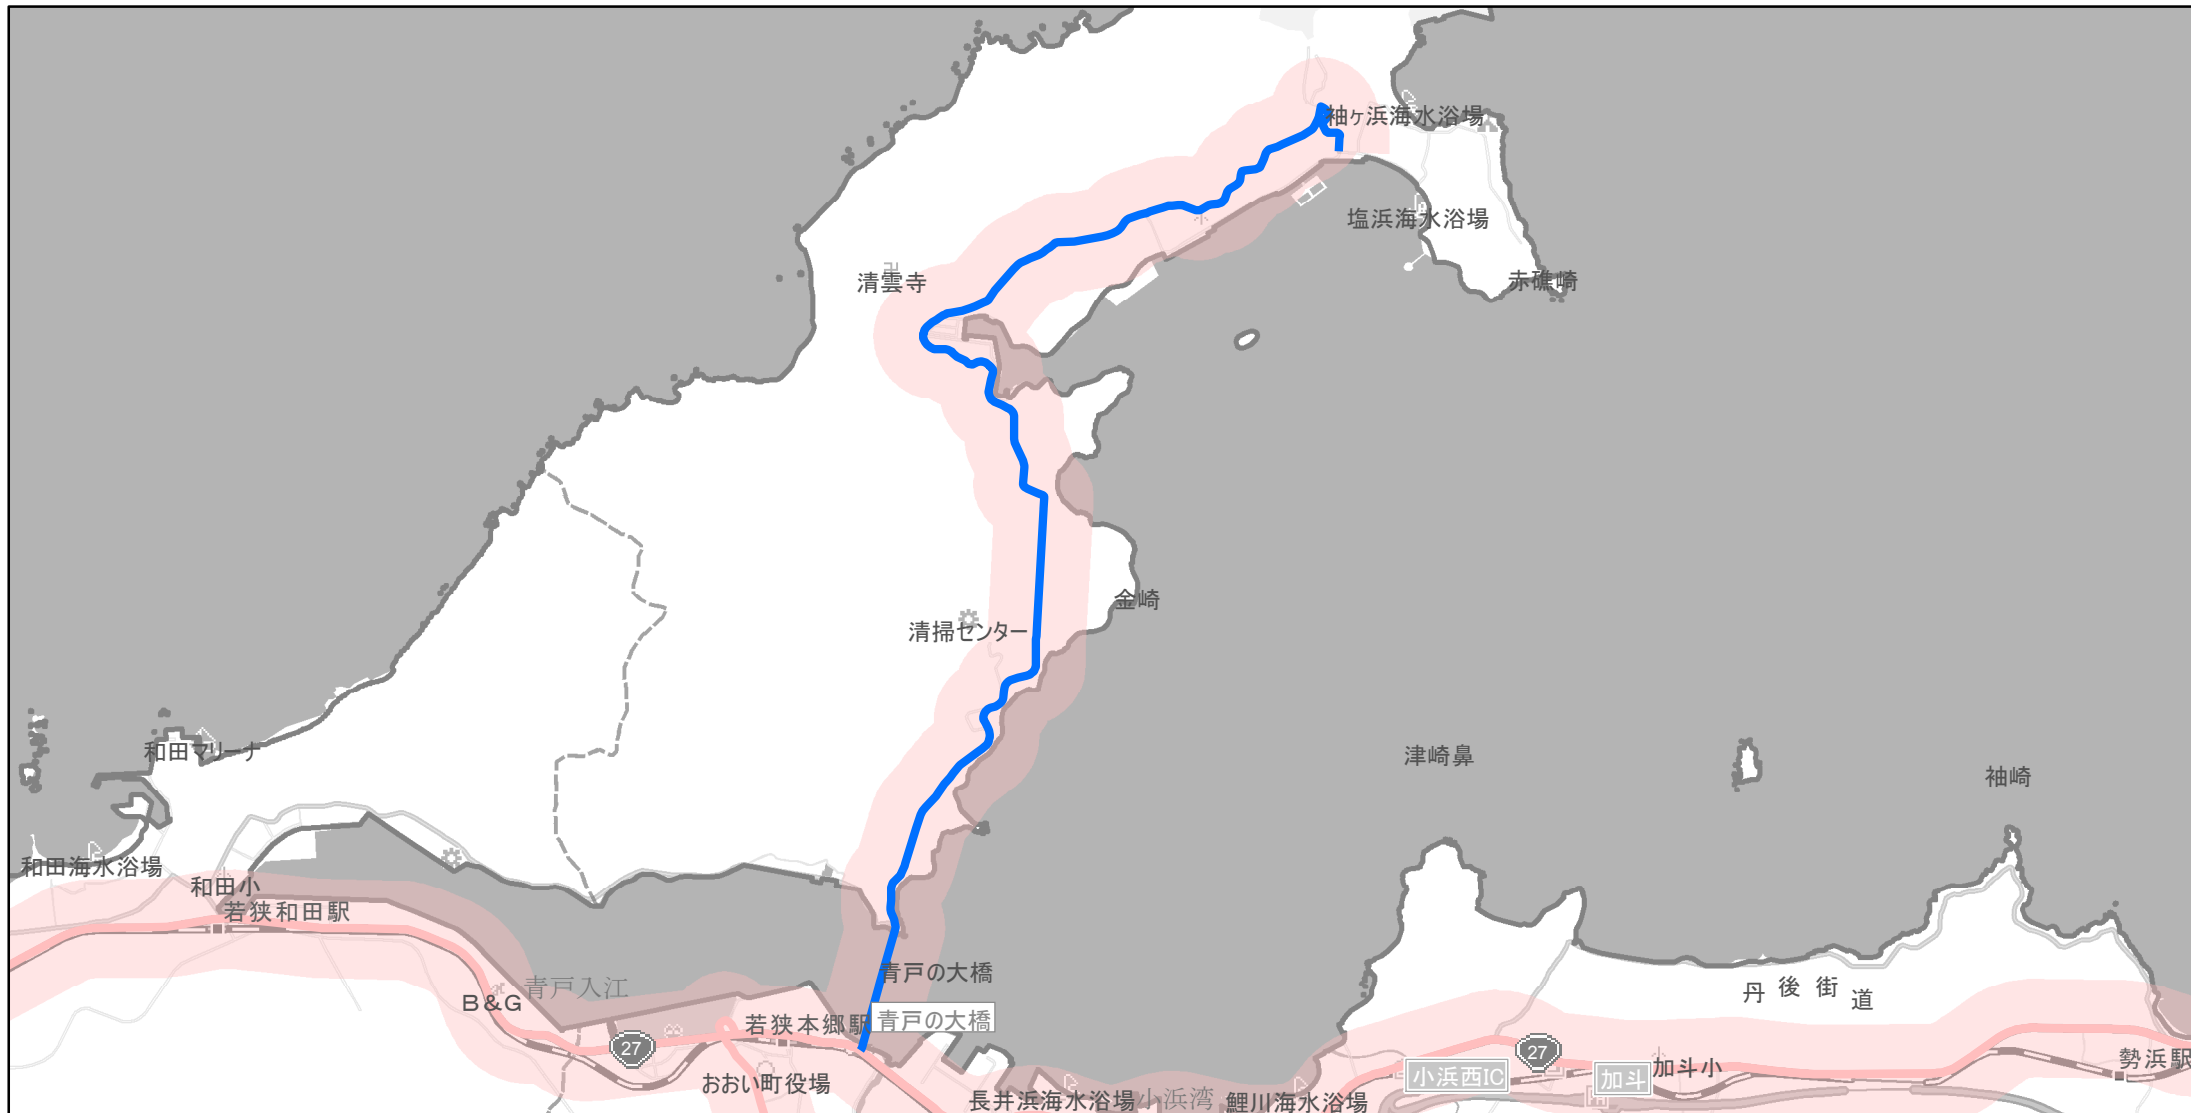 袖ヶ浜海水浴場
塩浜海水浴場
清雲寺
赤礁崎
金崎
清掃センター
和田マリーナ
津崎鼻
袖崎
和田海水浴場
和田小
若狭和田駅
青戸の大橋
青戸入江
B&G
丹後街道
若狭本郷駅
青戸の大橋
27
27
おおい町役場
小浜西IC
加斗
加斗小
勢浜駅
長井浜海水浴場
小浜湾
鯉川海水浴場